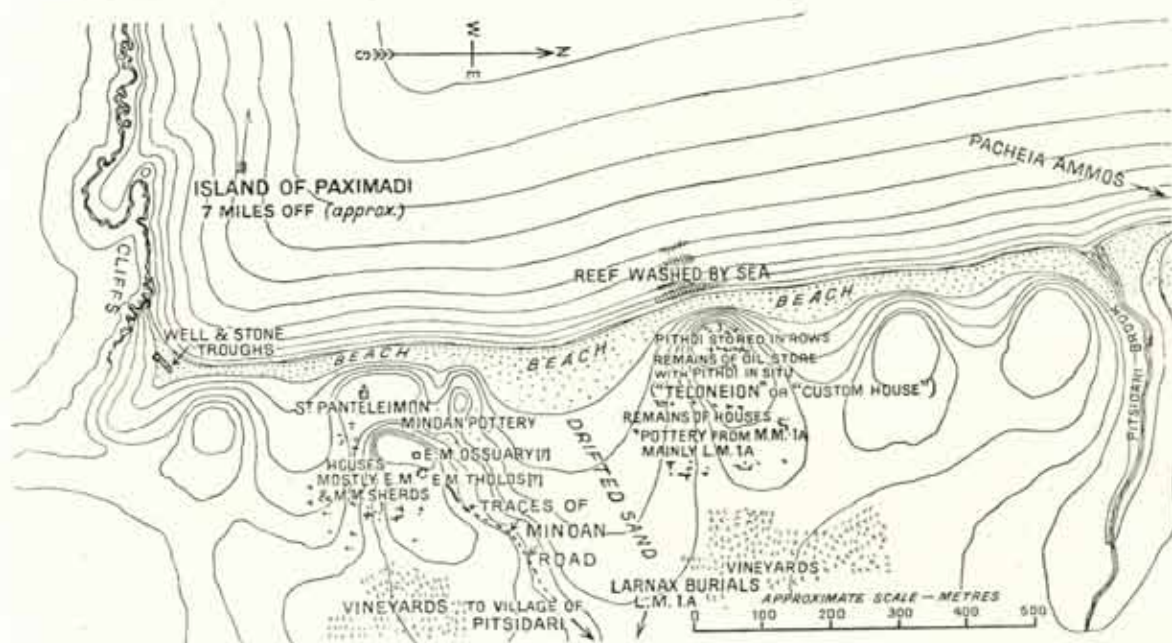 W
S N
E
ISLAND OF PAXIMADI
7 MILES OFF (approx.)
PACHEIA AMMOS
CLIFFS
REEF WASHED BY SEA
BEACH
WELL & STONE
TROUGHS
BEACH
BEACH
PITHOI STORED IN ROWS
REMAINS OF OIL STORE
WITH PITHOI IN SITU
("TELONEION" OR "CUSTOM HOUSE")
PITSIDANI BROOK
ST PANTELEIMON
MINOAN POTTERY
REMAINS OF HOUSES
POTTERY FROM M.M. 1A
MAINLY L.M. 1A
E.M. OSSUARY [?]
HOUSES
MOSTLY E.M.
& M.M SHERDS
E.M. THOLOS [?]
DRIFTED SAND
TRACES OF
MINOAN
ROAD
VINEYARDS
LARNAX BURIALS
L.M. 1A
VINEYARDS
TO VILLAGE OF
PITSIDARI
APPROXIMATE SCALE — METRES
0 100 200 300 400 500